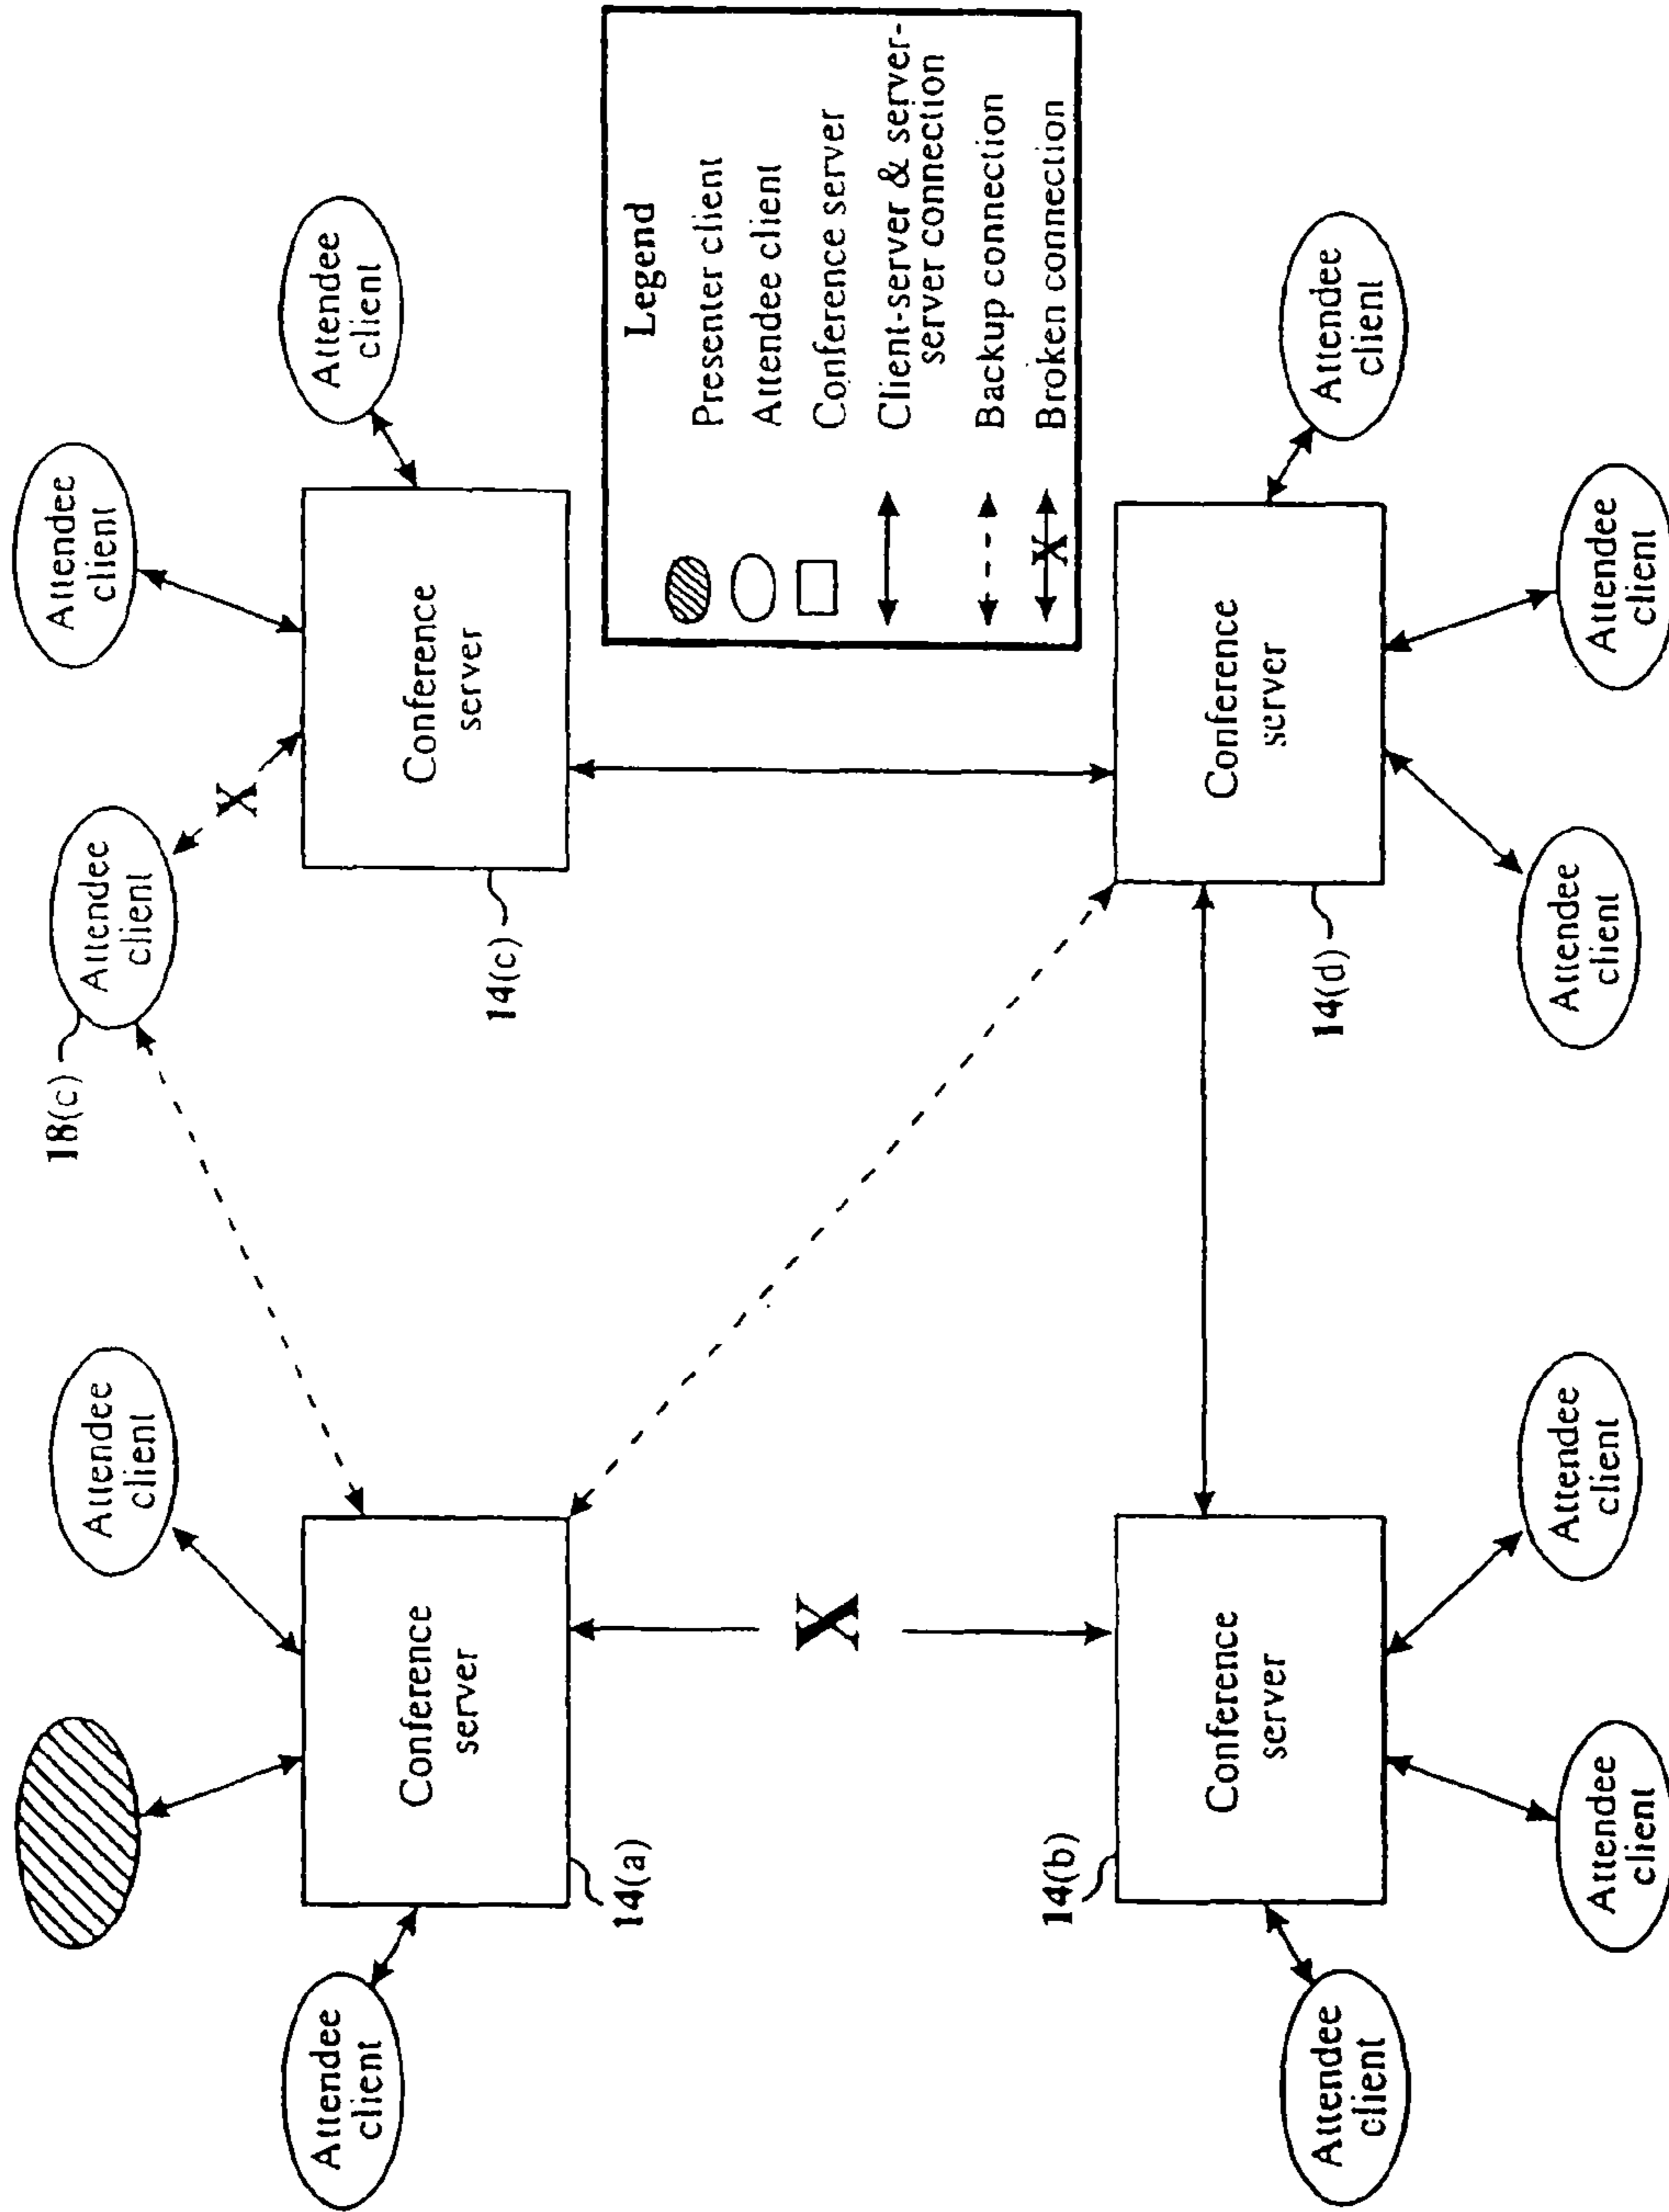 Attendee
client
18(c)
Attendee
client
Attendee
client
Attendee
client
Conference
server
Conference
server
Attendee
client
14(a)
14(c)
Legend
Presenter client
Attendee client
Conference server
Client-server & server-
server connection
Backup connection
Broken connection
14(b)
Attendee
client
Conference
server
Conference
server
Attendee
client
14(d)
Attendee
client
Attendee
client
Attendee
client
Attendee
client